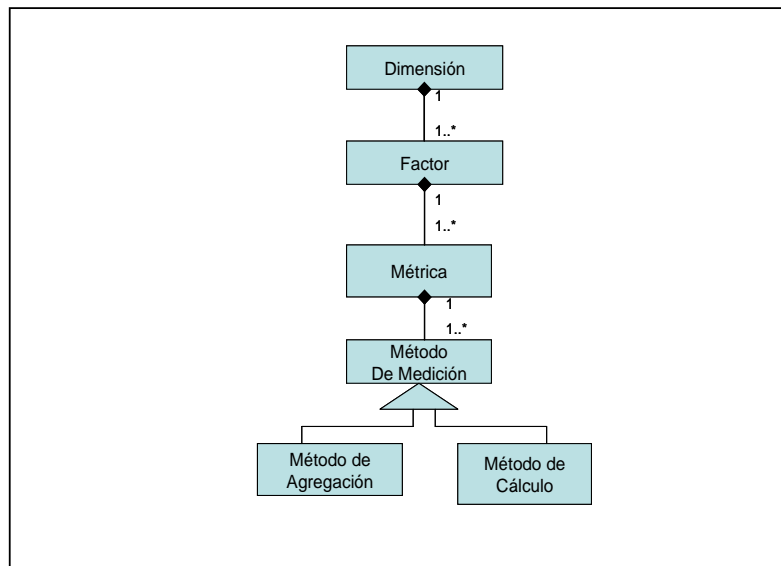 Dimensión
1
1..*
Factor
1
1..*
Métrica
1
1..*
Método
De Medición
Método de
Agregación
Método de
Cálculo